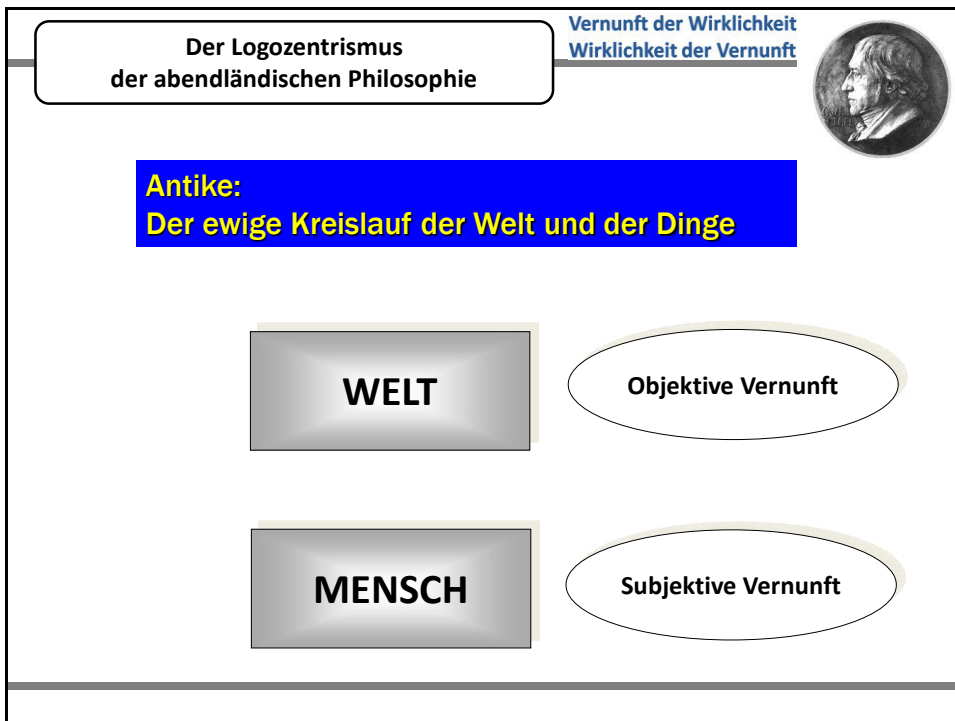 Der Logozentrismus
der abendländischen Philosophie
Vernunft der Wirklichkeit
Wirklichkeit der Vernunft
Antike:
Der ewige Kreislauf der Welt und der Dinge
WELT
Objektive Vernunft
MENSCH
Subjektive Vernunft